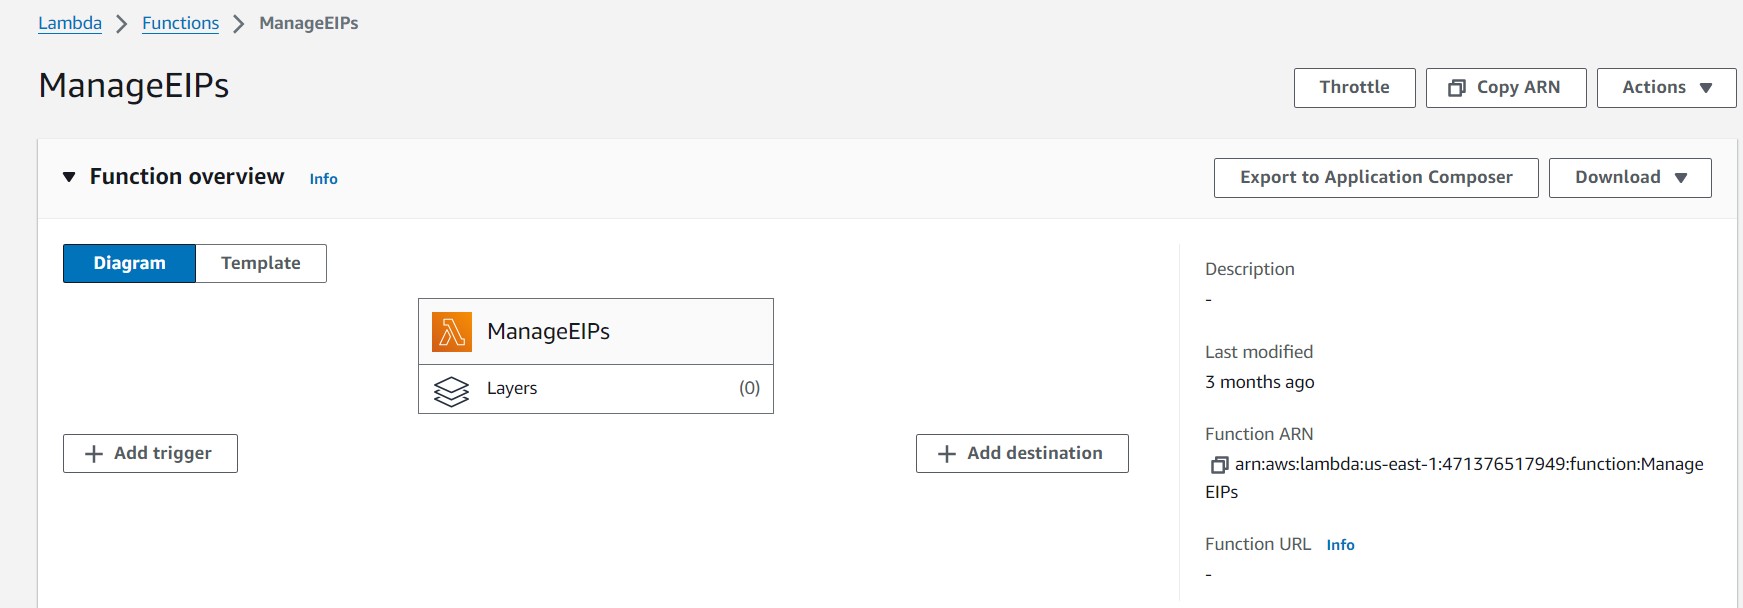 Lambda > Functions > ManageEIPs
ManageEIPs
Throttle
Copy ARN
Actions
Function overview Info
Export to Application Composer
Download
Diagram
Template
ManageEIPs
Layers (0)
Add trigger
Add destination
Description
-
Last modified
3 months ago
Function ARN
arn:aws:lambda:us-east-1:471376517949:function:Manage
EIPs
Function URL Info
-